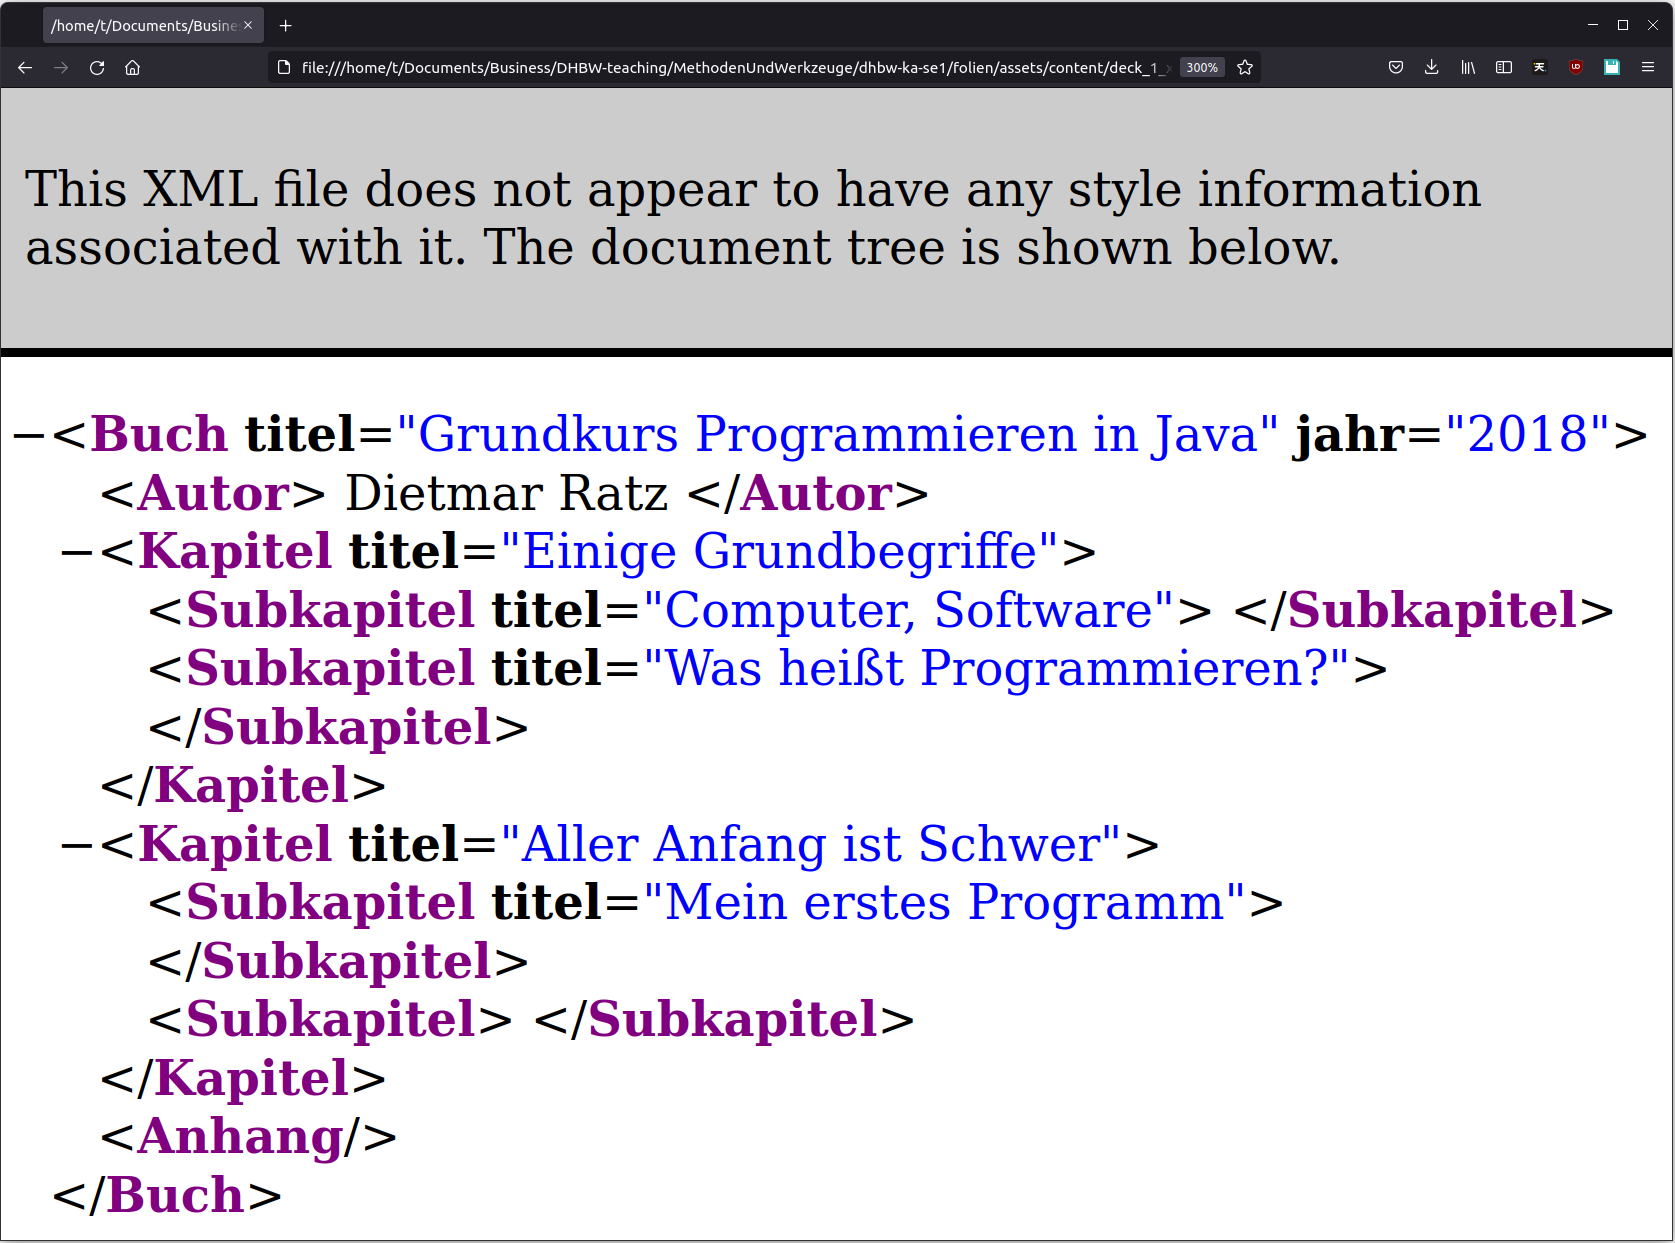 /home/t/Documents/Busine
file:///home/t/Documents/Business/DHBW-teaching/MethodenUndWerkzeuge/dhbw-ka-se1/folien/assets/content/deck_1_ 300%
This XML file does not appear to have any style information
associated with it. The document tree is shown below.
−<Buch titel="Grundkurs Programmieren in Java" jahr="2018">
<Autor> Dietmar Ratz </Autor>
−<Kapitel titel="Einige Grundbegriffe">
<Subkapitel titel="Computer, Software"> </Subkapitel>
<Subkapitel titel="Was heißt Programmieren?">
</Subkapitel>
</Kapitel>
−<Kapitel titel="Aller Anfang ist Schwer">
<Subkapitel titel="Mein erstes Programm">
</Subkapitel>
<Subkapitel> </Subkapitel>
</Kapitel>
<Anhang/>
</Buch>